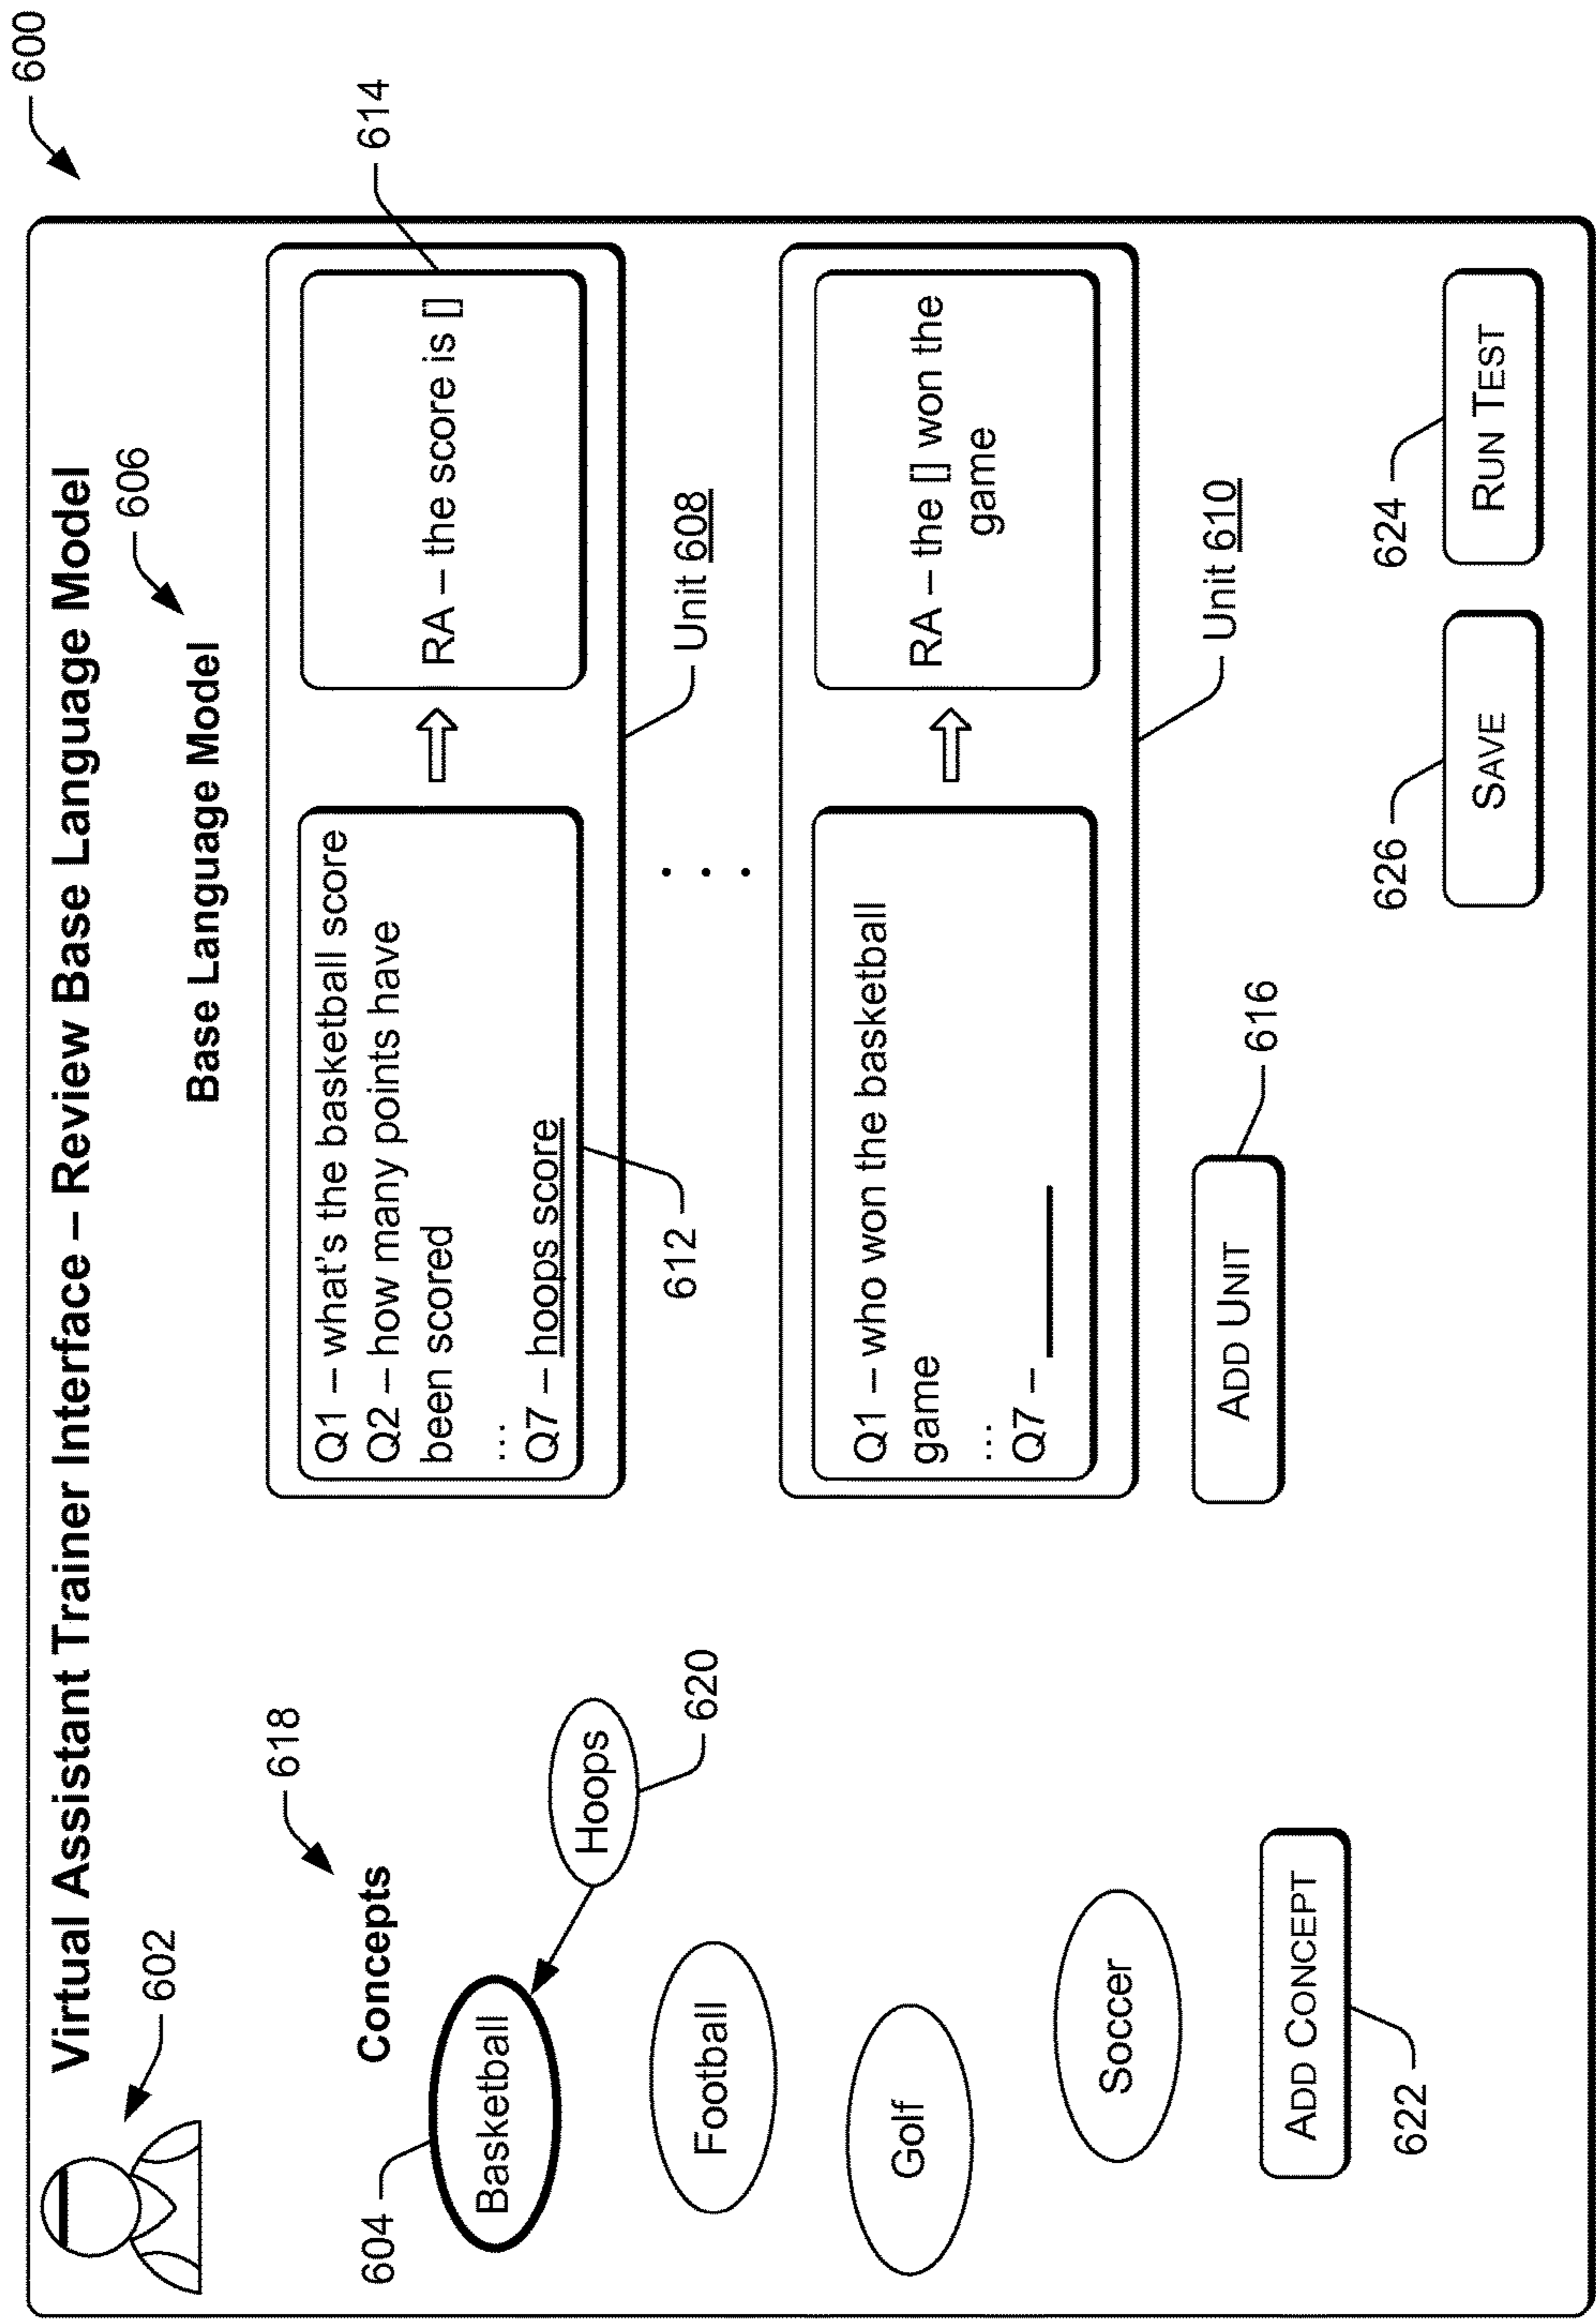 600
Virtual Assistant Trainer Interface – Review Base Language Model
602
606
Base Language Model
618
Concepts
604
Basketball
Hoops
620
Football
Golf
Soccer
ADD CONCEPT
622
Q1 – what's the basketball score
Q2 – how many points have
been scored
...
Q7 – hoops score
612
RA – the score is []
614
Unit 608
. . .
Q1 – who won the basketball
game
...
Q7 – ______
RA – the [] won the
game
Unit 610
ADD UNIT
616
626
SAVE
624
RUN TEST